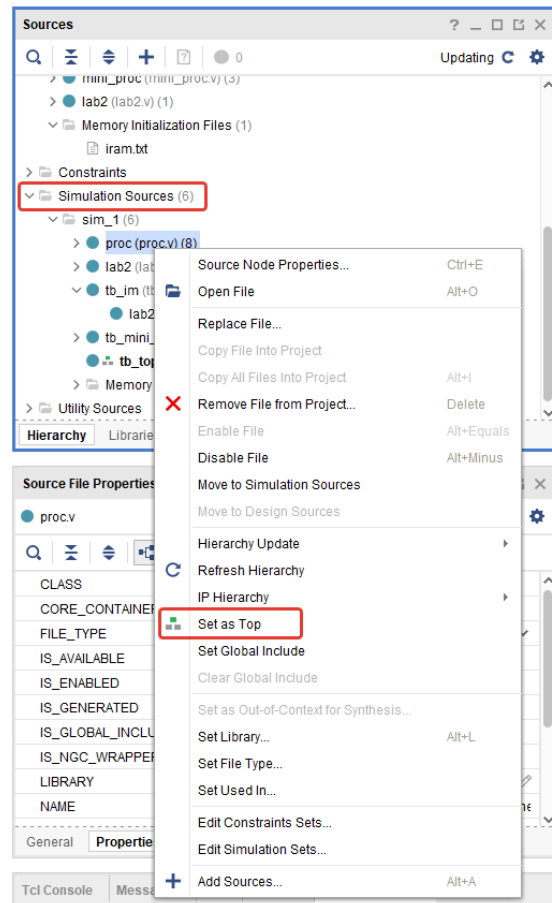 Sources
0 Updating
mini_proc (mini_proc.v) (3)
lab2 (lab2.v) (1)
Memory Initialization Files (1)
iram.txt
Constraints
Simulation Sources (6)
sim_1 (6)
proc (proc.v) (8)
lab2 (lab
tb_im (tb
lab2
tb_mini_
tb_top
Memory
Utility Sources
Hierarchy Librarie
Source File Properties
proc.v
CLASS
CORE_CONTAINER
FILE_TYPE
IS_AVAILABLE
IS_ENABLED
IS_GENERATED
IS_GLOBAL_INCLU
IS_NGC_WRAPPER
LIBRARY
NAME
General Propertie
Tcl Console Messa
Source Node Properties... Ctrl+E
Open File Alt+O
Replace File...
Copy File Into Project
Copy All Files Into Project Alt+I
Remove File from Project... Delete
Enable File Alt+Equals
Disable File Alt+Minus
Move to Simulation Sources
Move to Design Sources
Hierarchy Update
Refresh Hierarchy
IP Hierarchy
Set as Top
Set Global Include
Clear Global Include
Set as Out-of-Context for Synthesis...
Set Library... Alt+L
Set File Type...
Set Used In...
Edit Constraints Sets...
Edit Simulation Sets...
Add Sources... Alt+A